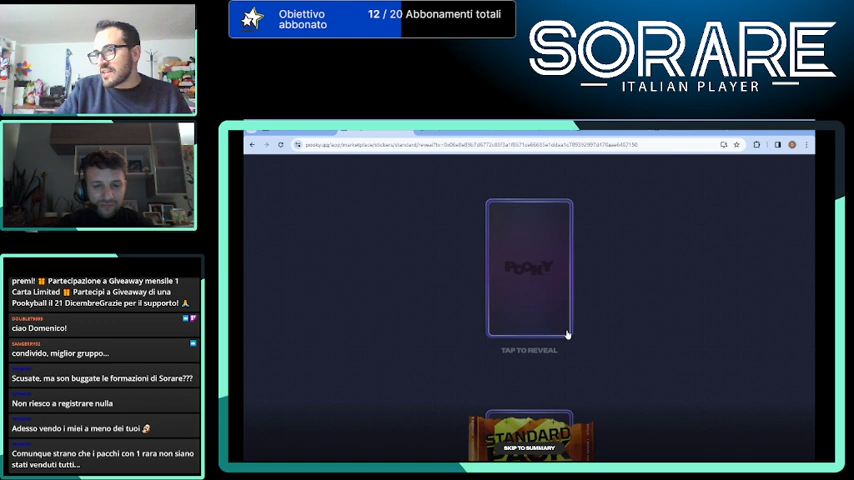 Obiettivo
abbonato
12 / 20 Abbonamenti totali
SORARE
ITALIAN PLAYER
premi! 🎁 Partecipazione a Giveaway mensile 1
Carta Limited 🎁 Partecipi a Giveaway di una
Pookyball il 21 DicembreGrazie per il supporto! 🙏
ciao Domenico!
condivido, miglior gruppo...
Scusate, ma son buggate le formazioni di Sorare???
Non riesco a registrare nulla
Adesso vendo i miei a meno dei tuoi
Comunque strano che i pacchi con 1 rara non siano
stati venduti tutti...
POOKY
TAP TO REVEAL
STANDARD
PACK
SKIP TO SUMMARY